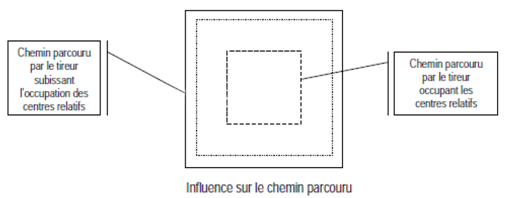 Chemin parcouru
par le tireur
subissant
l'occupation des
centres relatifs
Chemin parcouru
par le tireur
occupant les
centres relatifs
Influence sur le chemin parcouru